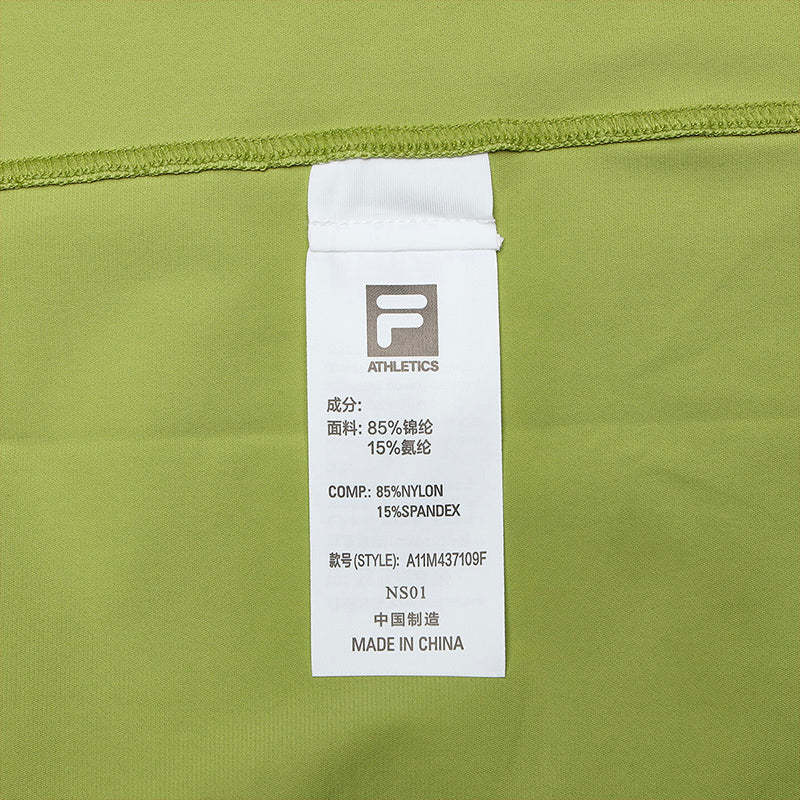 F
ATHLETICS
成分:
面料: 85%锦纶
15%氨纶
COMP.: 85%NYLON
15%SPANDEX
款号(STYLE): A11M437109F
NS01
中国制造
MADE IN CHINA